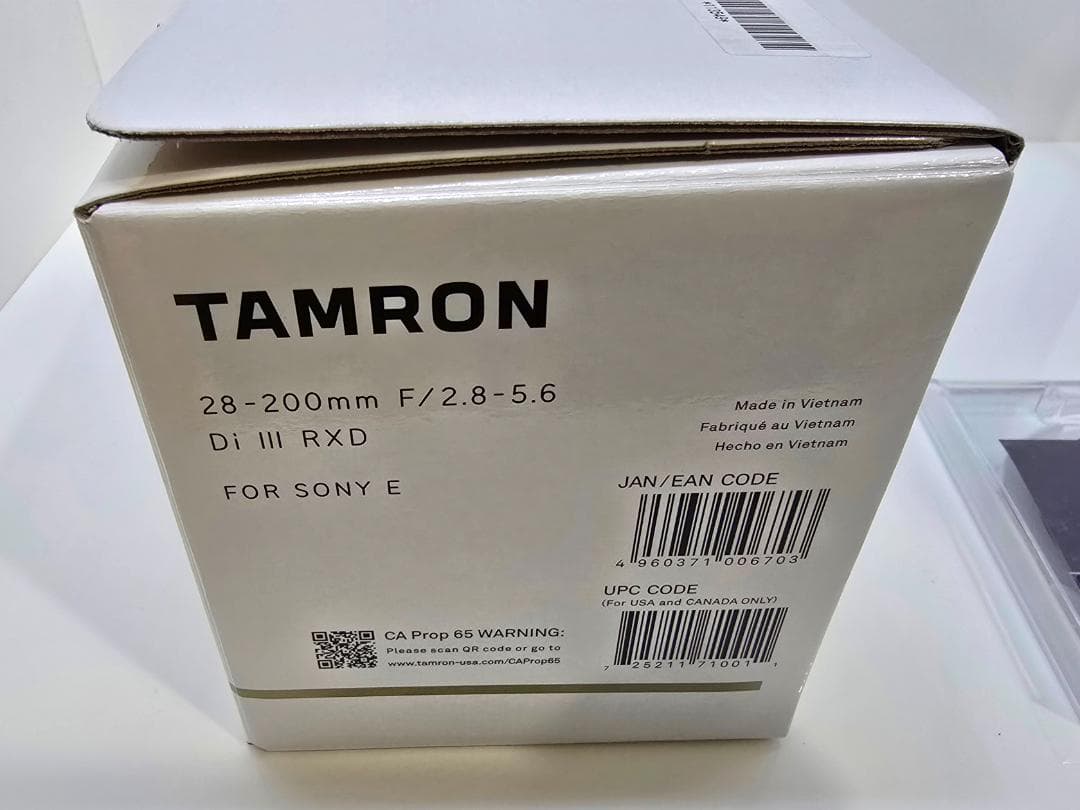 TAMRON
28-200mm F/2.8-5.6
Di III RXD
FOR SONY E
Made in Vietnam
Fabriqué au Vietnam
Hecho en Vietnam
JAN/EAN CODE
4 960371 006703
UPC CODE
(For USA and CANADA ONLY)
7 25211 71001 1
CA Prop 65 WARNING:
Please scan QR code or go to
www.tamron-usa.com/CAProp65